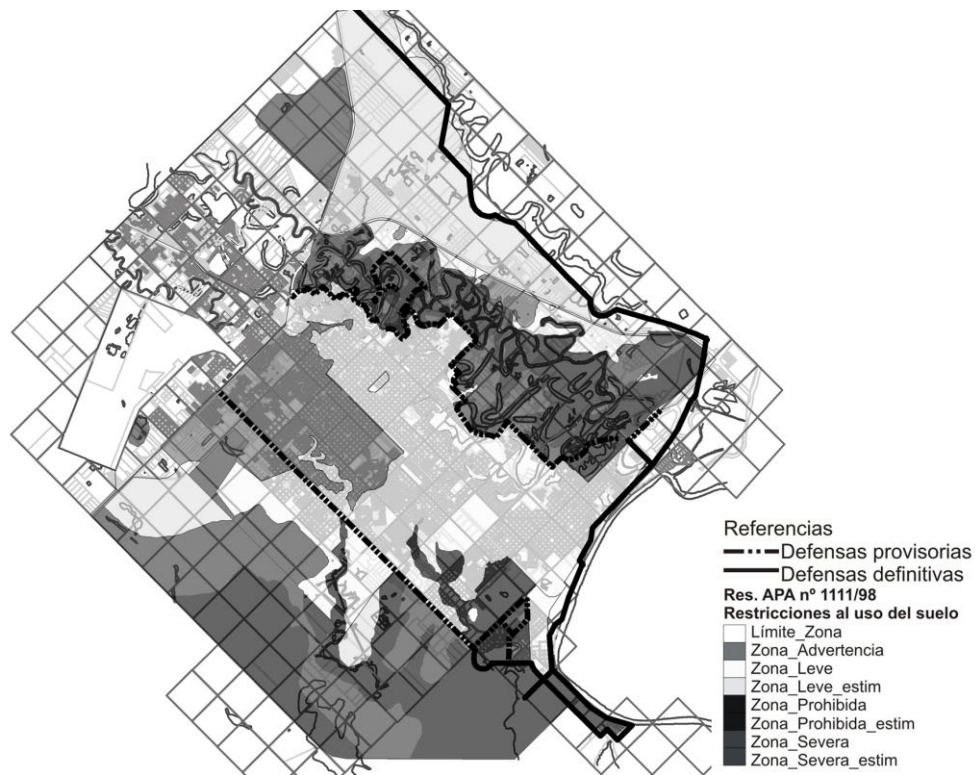 Referencias
Defensas provisorias
Defensas definitivas
Res. APA nº 1111/98
Restricciones al uso del suelo
Límite_Zona
Zona_Advertencia
Zona_Leve
Zona_Leve_estim
Zona_Prohibida
Zona_Prohibida_estim
Zona_Severa
Zona_Severa_estim